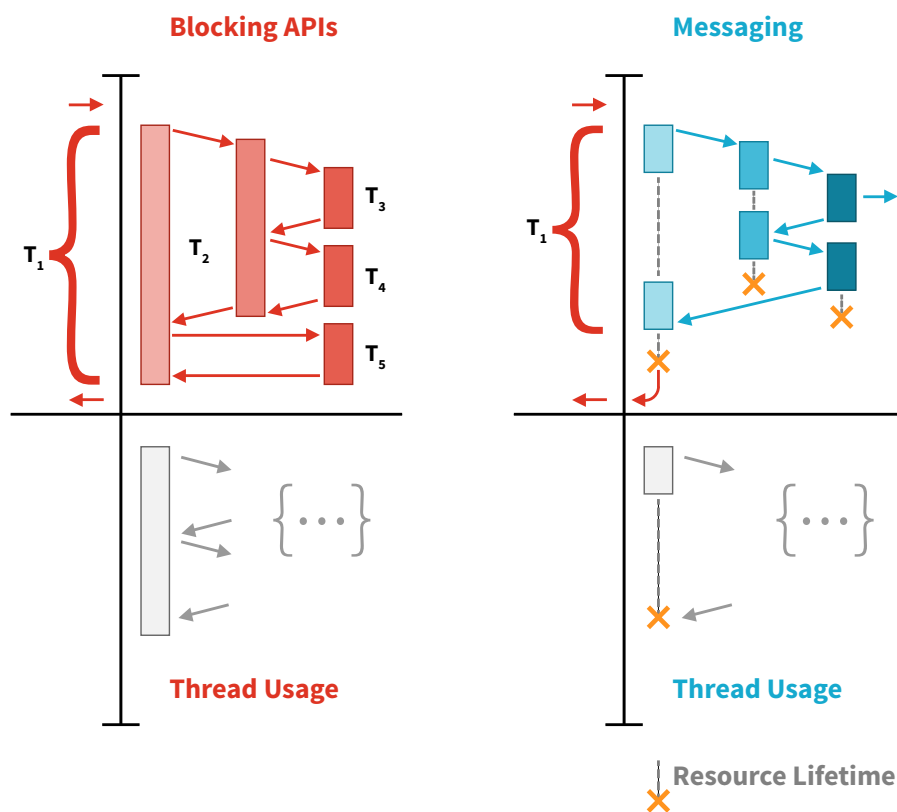 Blocking APIs
Messaging
T₁
T₂
T₃
T₄
T₅
T₁
{•••}
{•••}
Thread Usage
Thread Usage
Resource Lifetime